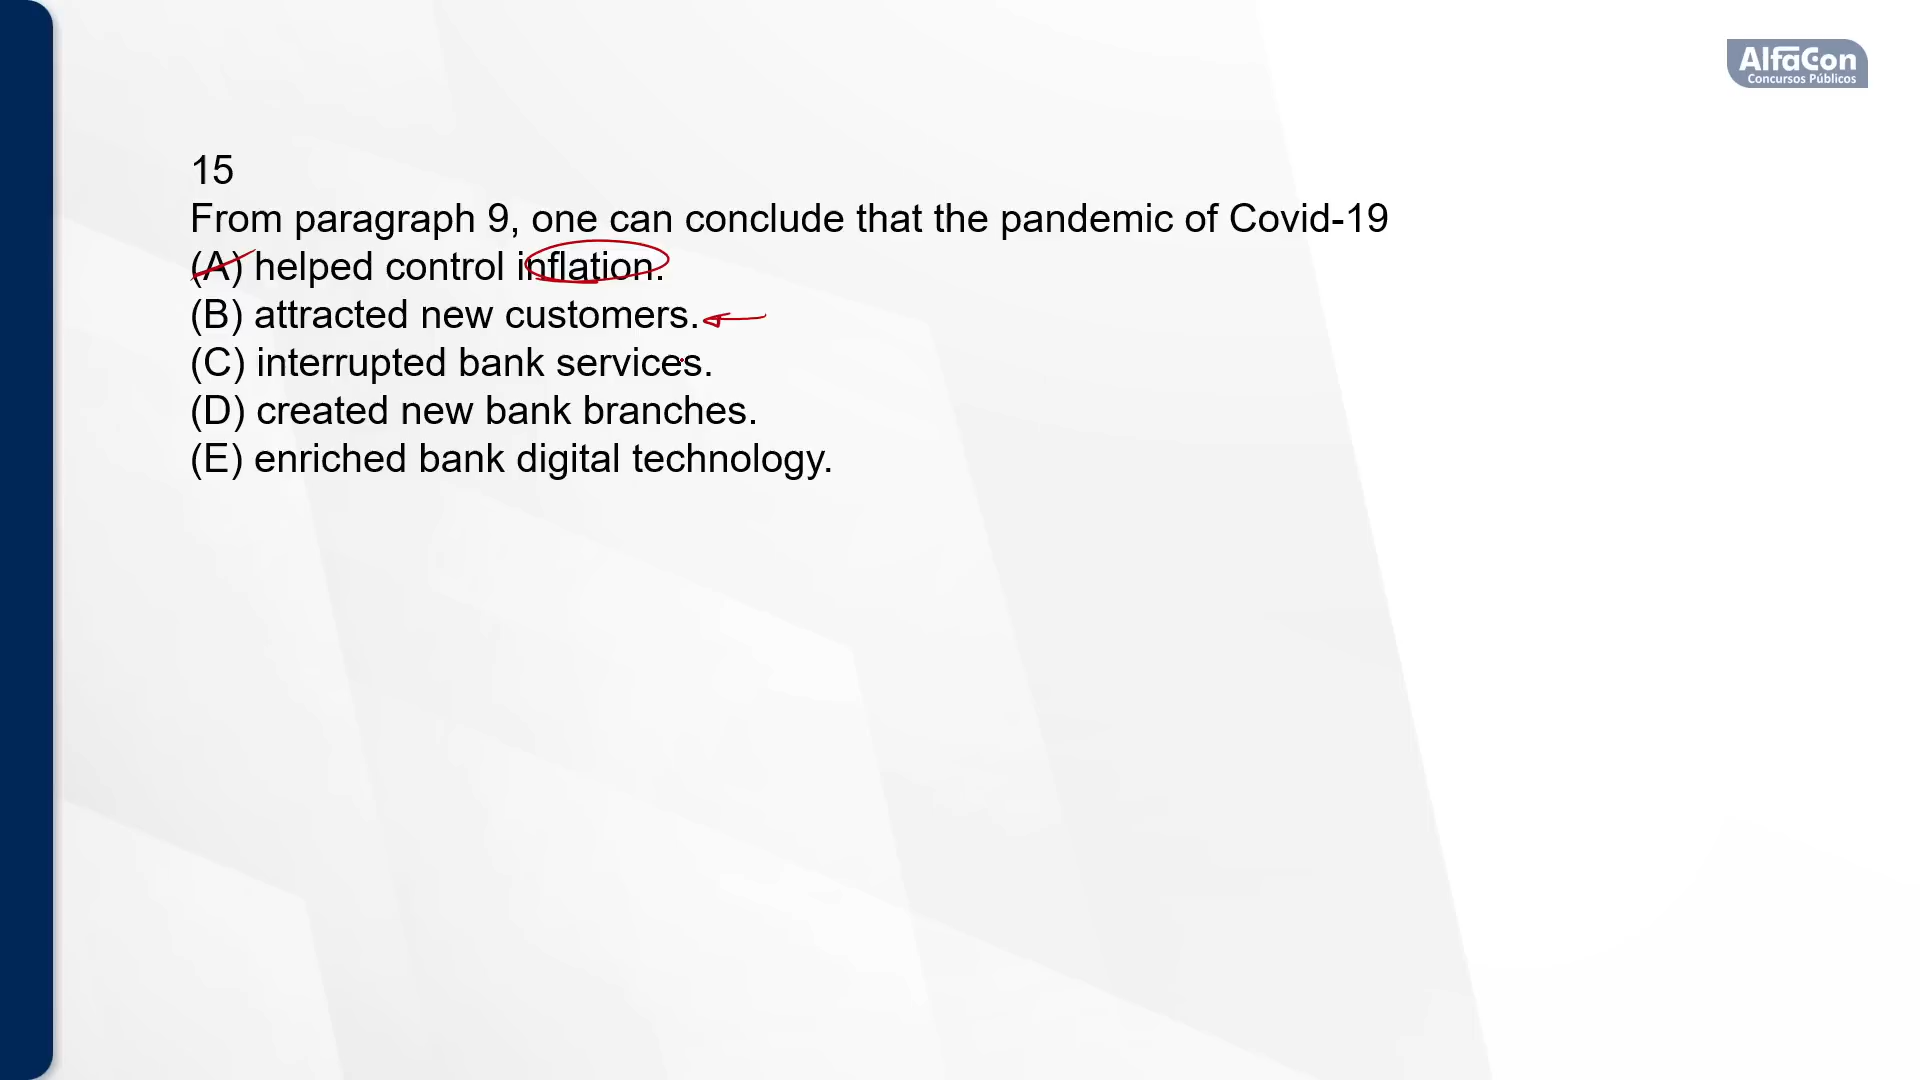 AlfaCon
Concursos Públicos
15
From paragraph 9, one can conclude that the pandemic of Covid-19
(A) helped control inflation.
(B) attracted new customers.
(C) interrupted bank services.
(D) created new bank branches.
(E) enriched bank digital technology.